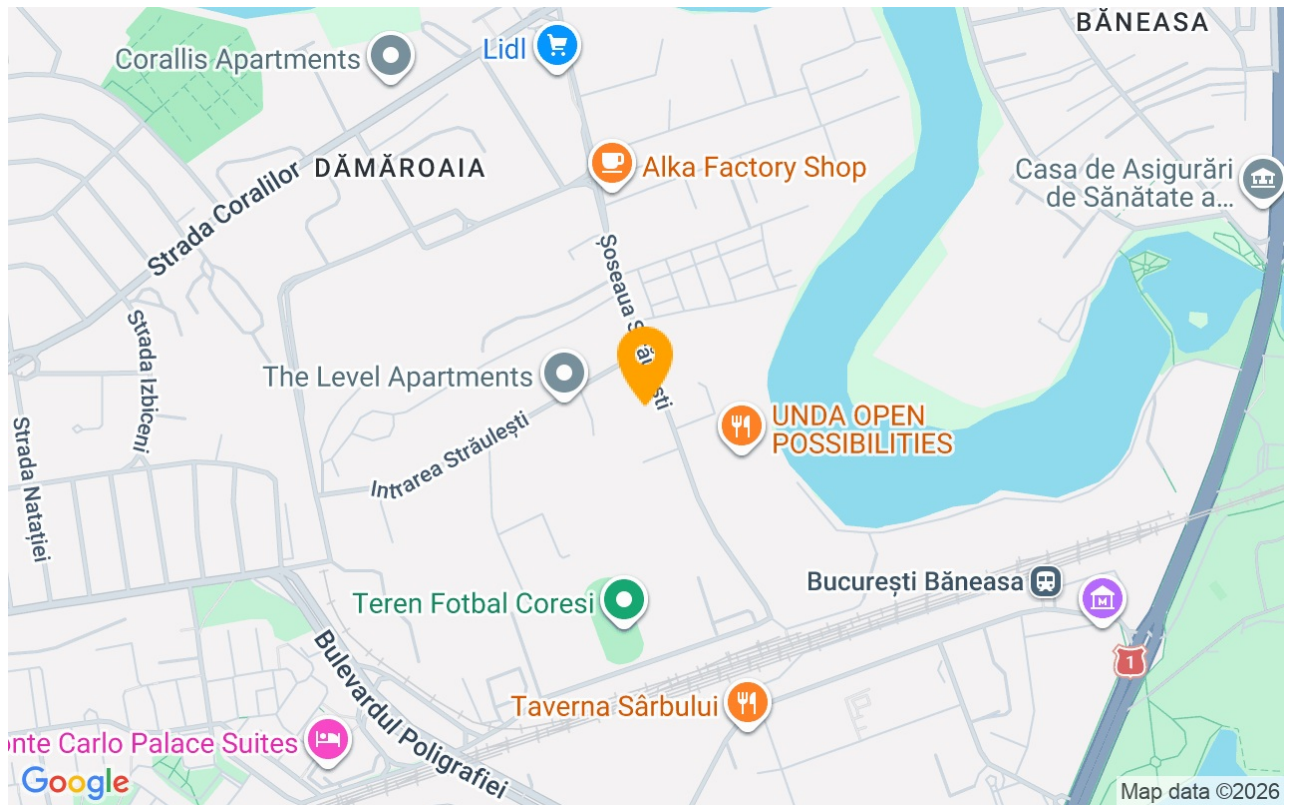 BĂNEASA
Corallis Apartments
Lidl
DĂMĂROAIA
Alka Factory Shop
Casa de Asigurări
de Sănătate a...
Strada Coralilor
Șoseaua S
ești
Strada Izbiceni
The Level Apartments
UNDA OPEN
POSSIBILITIES
Intrarea Străulești
Strada Natației
București Băneasa
M
Teren Fotbal Coresi
1
Bulevardul Poligrafiei
Taverna Sârbului
onte Carlo Palace Suites
Google
Map data ©2026